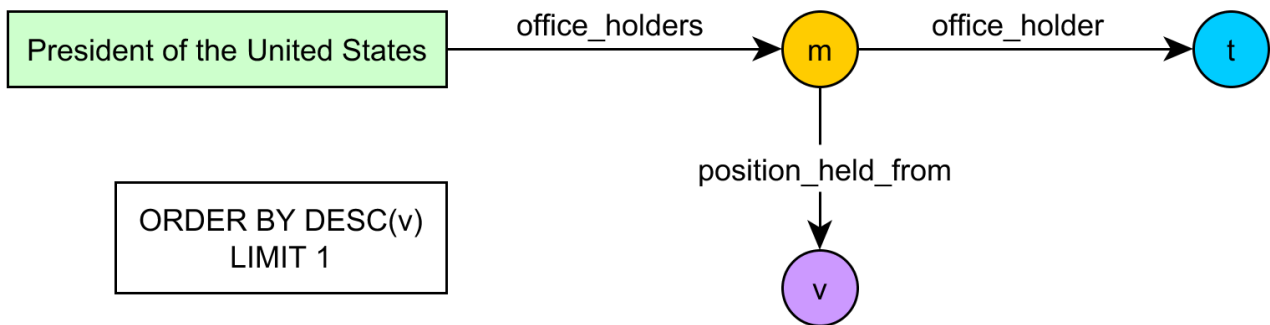 President of the United States
office_holders
m
office_holder
t
position_held_from
ORDER BY DESC(v)
LIMIT 1
v